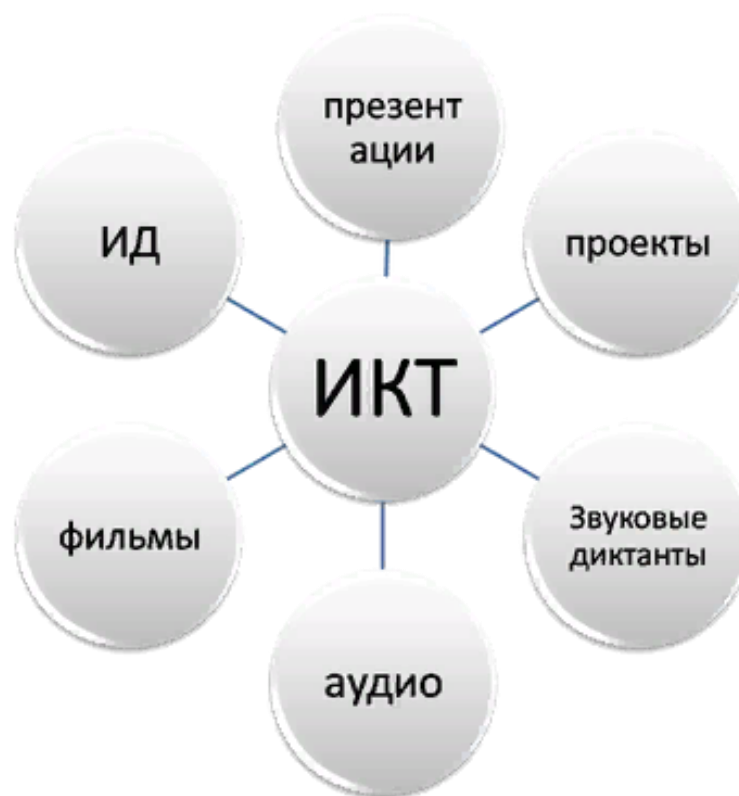 презент
ации
ИД
проекты
ИКТ
фильмы
Звуковые
диктанты
аудио